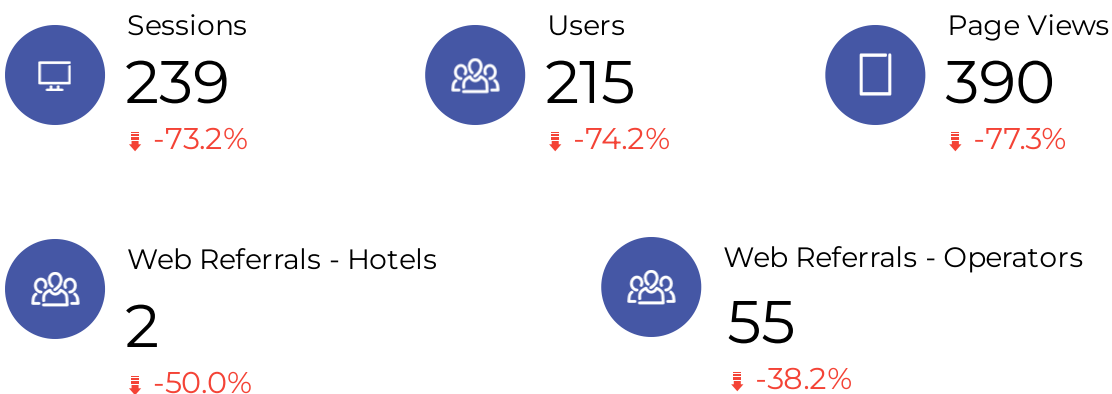 Sessions
239
-73.2%
Users
215
-74.2%
Page Views
390
-77.3%
Web Referrals - Hotels
2
-50.0%
Web Referrals - Operators
55
-38.2%